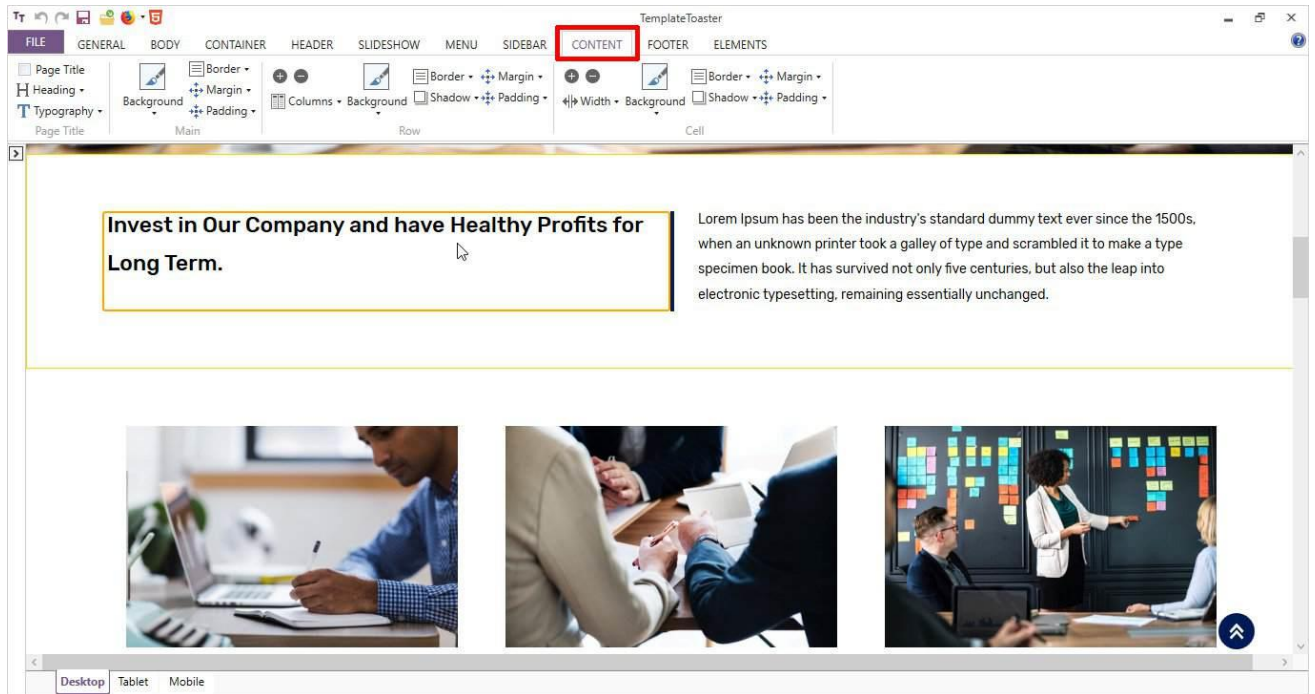 TT
TemplateToaster
FILE GENERAL BODY CONTAINER HEADER SLIDESHOW MENU SIDEBAR CONTENT FOOTER ELEMENTS
Page Title
H Heading
T Typography
Page Title
Background
Border
Margin
Padding
Main
Columns
Background
Border
Shadow
Margin
Padding
Row
Width
Background
Border
Shadow
Margin
Padding
Cell
Invest in Our Company and have Healthy Profits for
Long Term.
Lorem Ipsum has been the industry's standard dummy text ever since the 1500s,
when an unknown printer took a galley of type and scrambled it to make a type
specimen book. It has survived not only five centuries, but also the leap into
electronic typesetting, remaining essentially unchanged.
Desktop Tablet Mobile